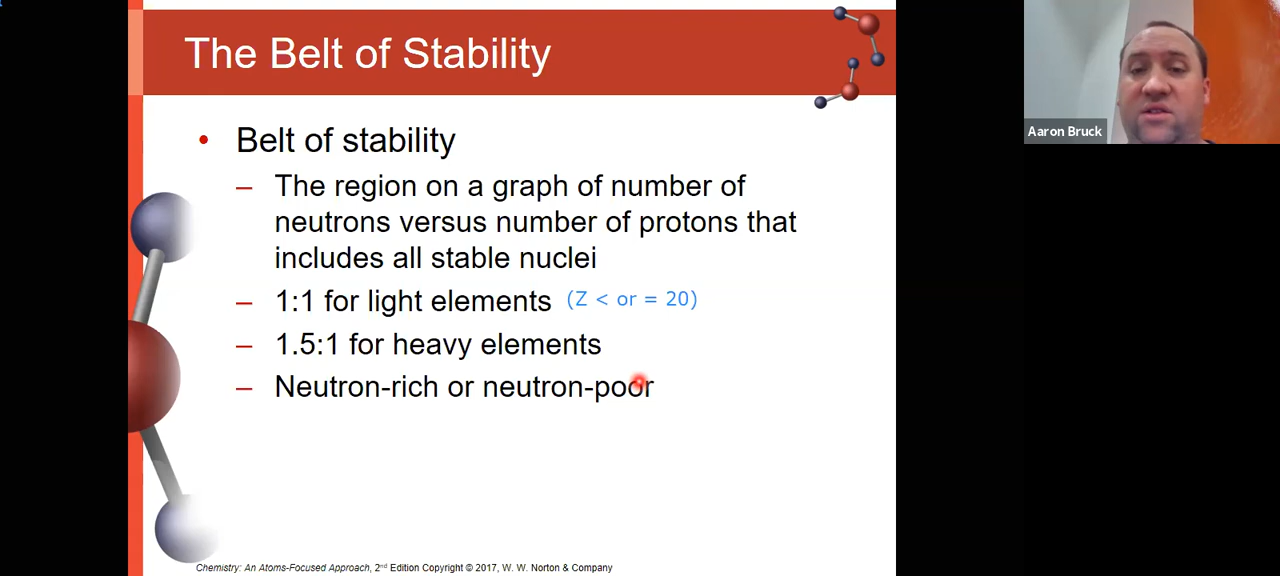 The Belt of Stability
Aaron Bruck
• Belt of stability
– The region on a graph of number of
neutrons versus number of protons that
includes all stable nuclei
– 1:1 for light elements (Z < or = 20)
– 1.5:1 for heavy elements
– Neutron-rich or neutron-poor
Chemistry: An Atoms-Focused Approach, 2nd Edition Copyright © 2017, W. W. Norton & Company